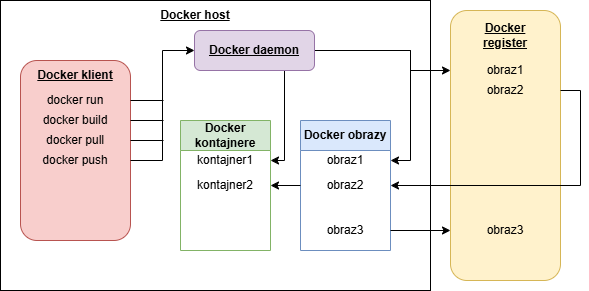 Docker host
Docker klient
docker run
docker build
docker pull
docker push
Docker daemon
Docker
kontajnere
kontajner1
kontajner2
Docker obrazy
obraz1
obraz2
obraz3
Docker
register
obraz1
obraz2
obraz3